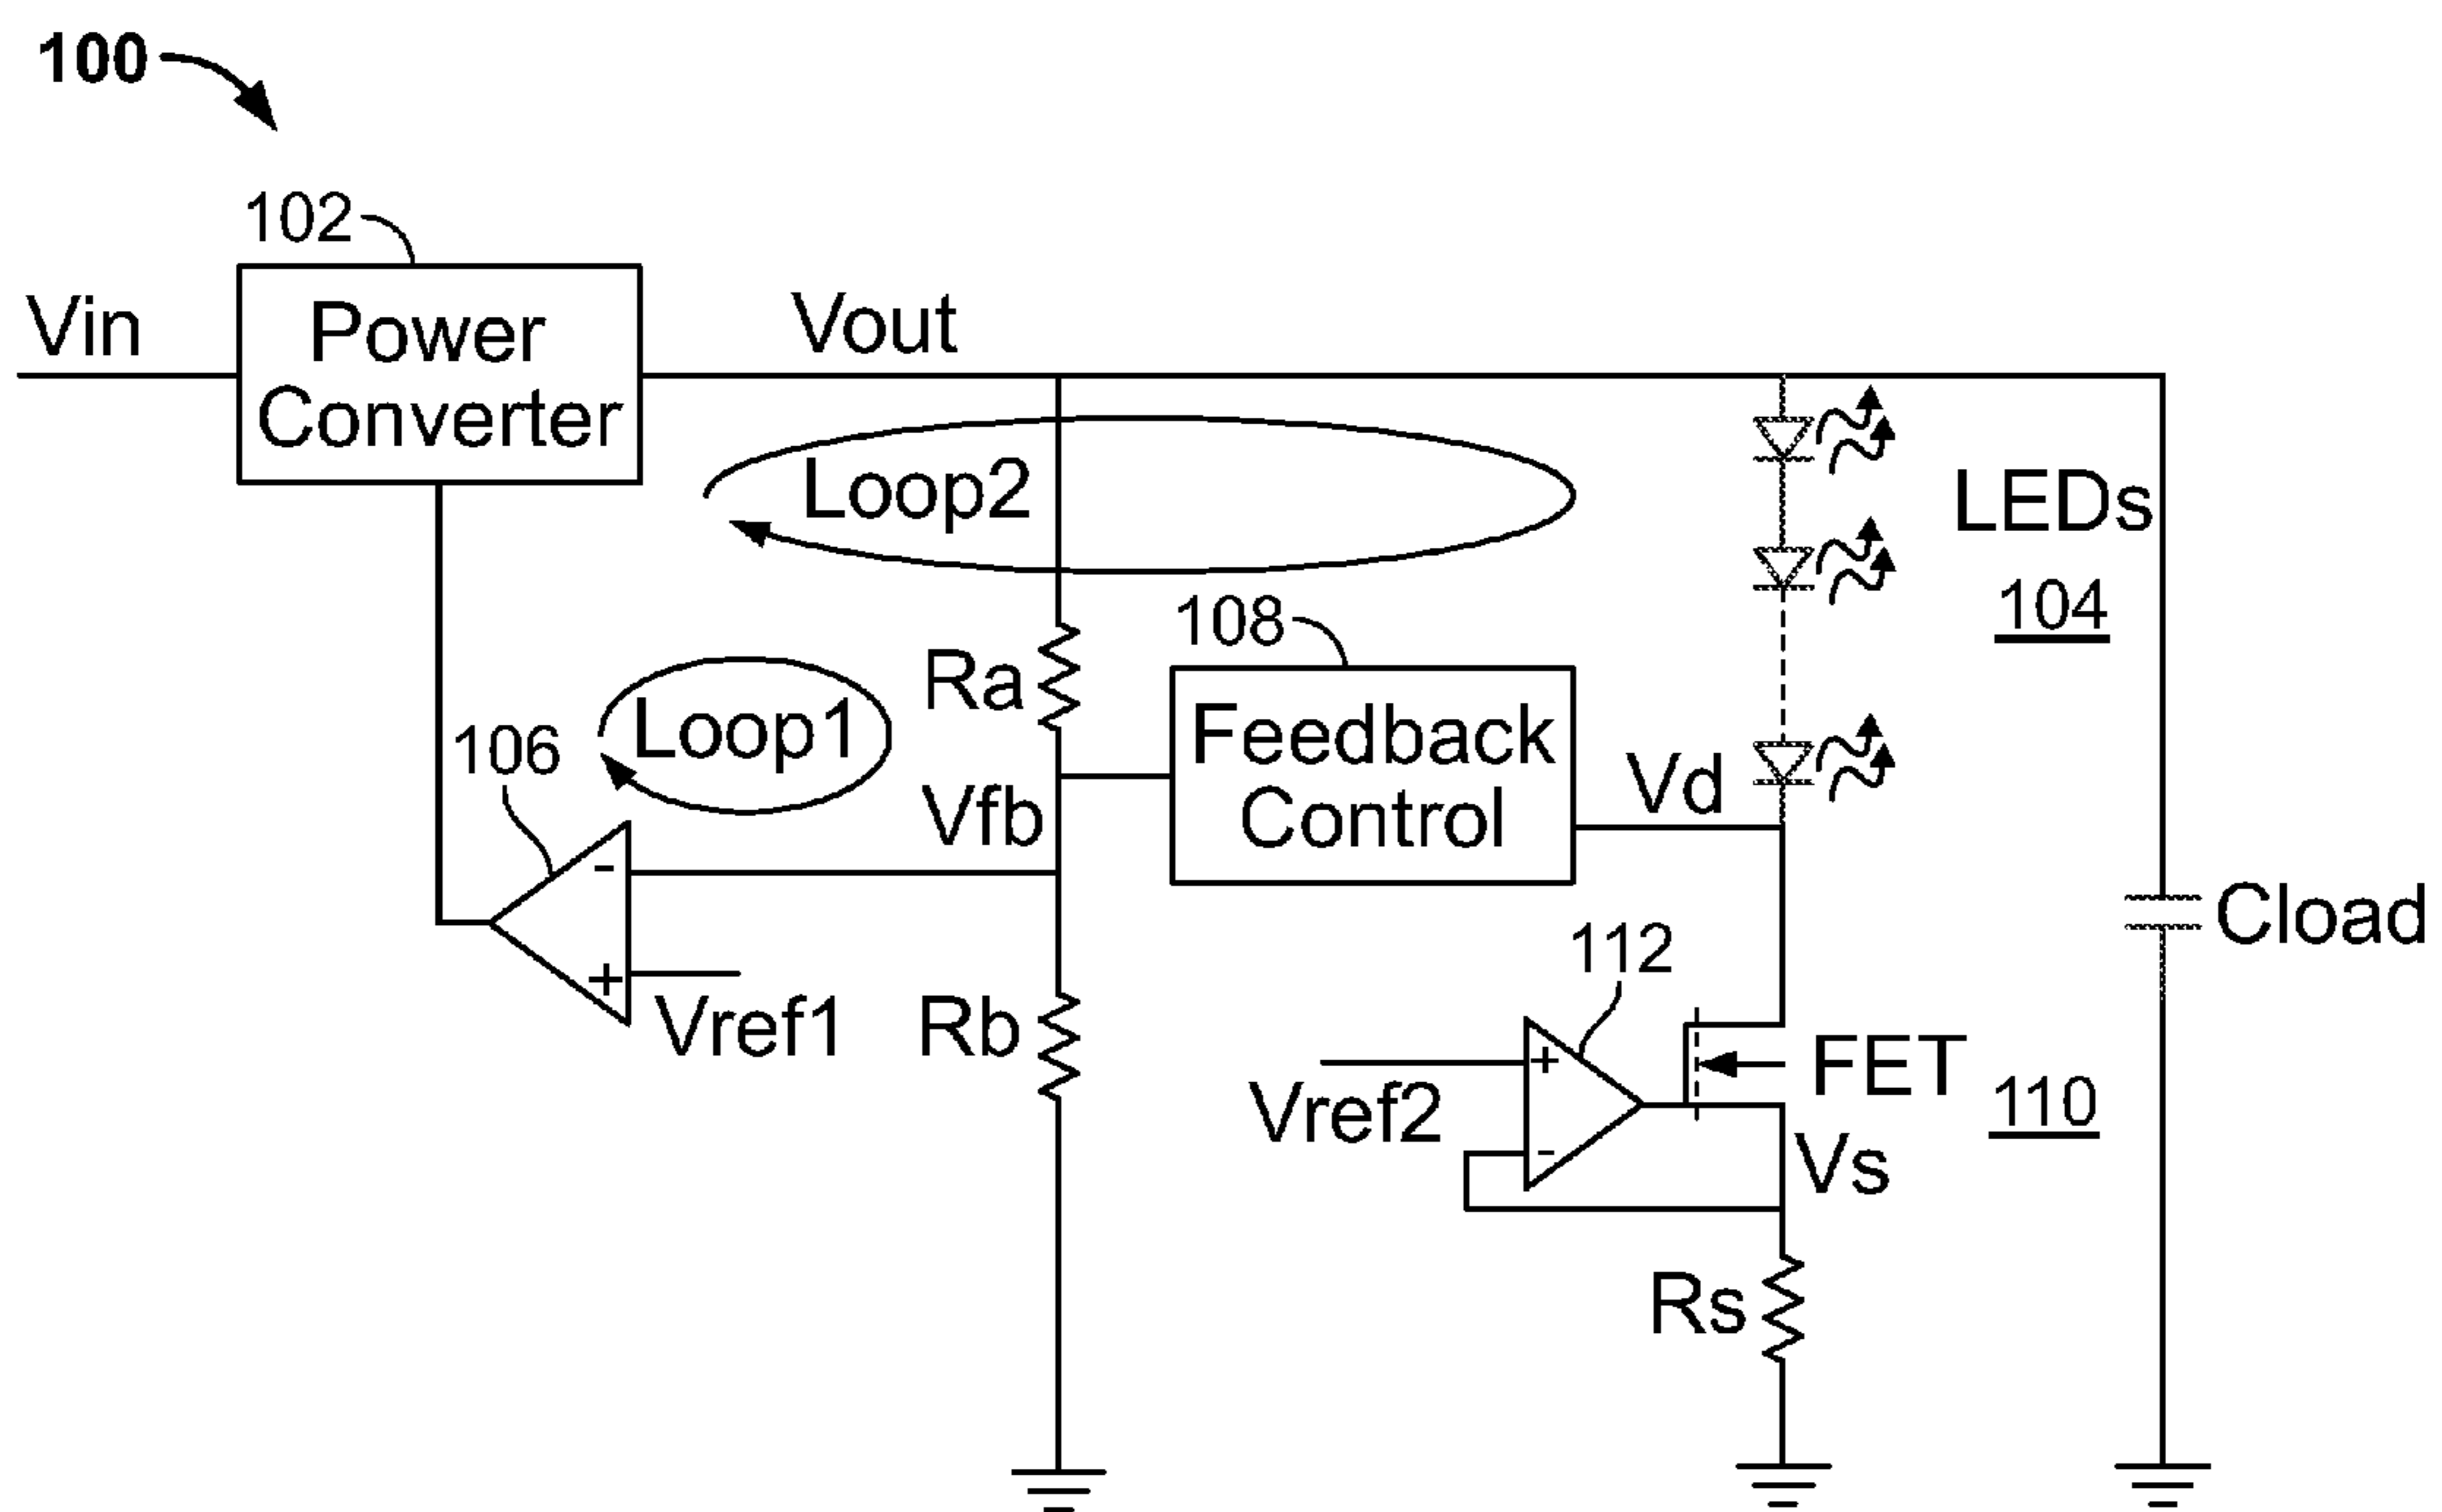 100
102
Vin
Power
Converter
Vout
Loop2
LEDs
104
108
Ra
Loop1
106
Feedback
Control
Vfb
Vd
-
+
Vref1
Cload
112
Rb
+
-
Vref2
FET
110
Vs
Rs